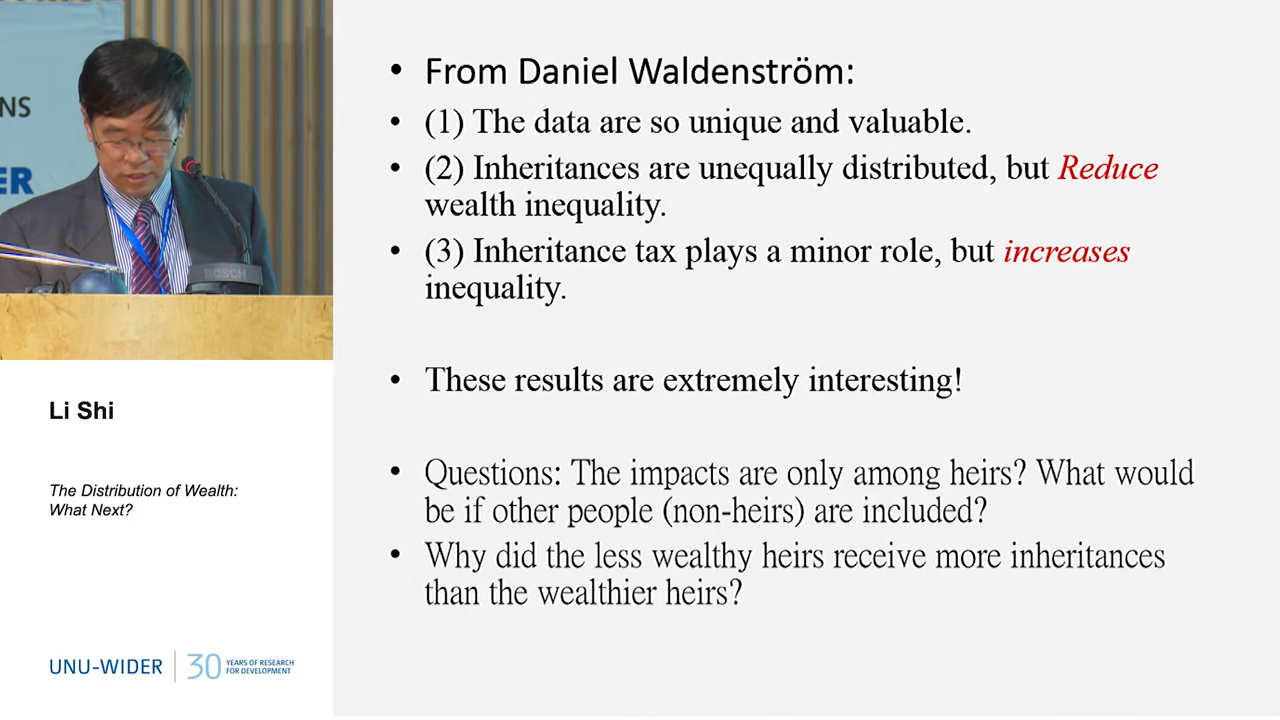 NS
ER
BOSCH
Li Shi
The Distribution of Wealth:
What Next?
UNU-WIDER
30 YEARS OF RESEARCH
FOR DEVELOPMENT
• From Daniel Waldenström:
• (1) The data are so unique and valuable.
• (2) Inheritances are unequally distributed, but Reduce
wealth inequality.
• (3) Inheritance tax plays a minor role, but increases
inequality.
• These results are extremely interesting!
• Questions: The impacts are only among heirs? What would
be if other people (non-heirs) are included?
• Why did the less wealthy heirs receive more inheritances
than the wealthier heirs?